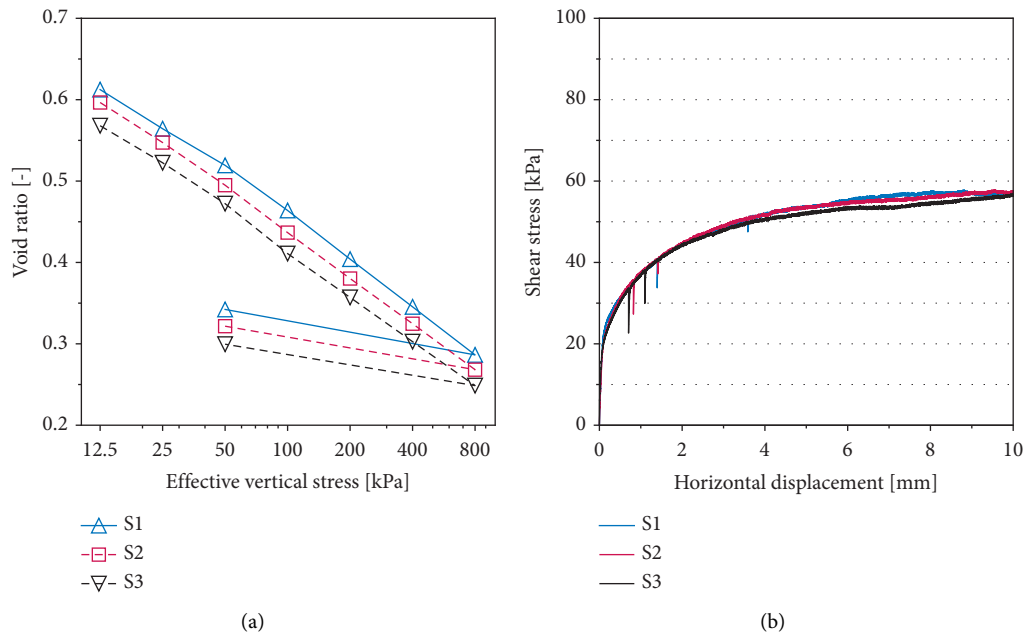 0.7
0.6
0.5
0.4
0.3
0.2
Void ratio [-]
12.5 25 50 100 200 400 800
Effective vertical stress [kPa]
S1
S2
S3
(a)
100
80
60
40
20
0
Shear stress [kPa]
0 2 4 6 8 10
Horizontal displacement [mm]
S1
S2
S3
(b)